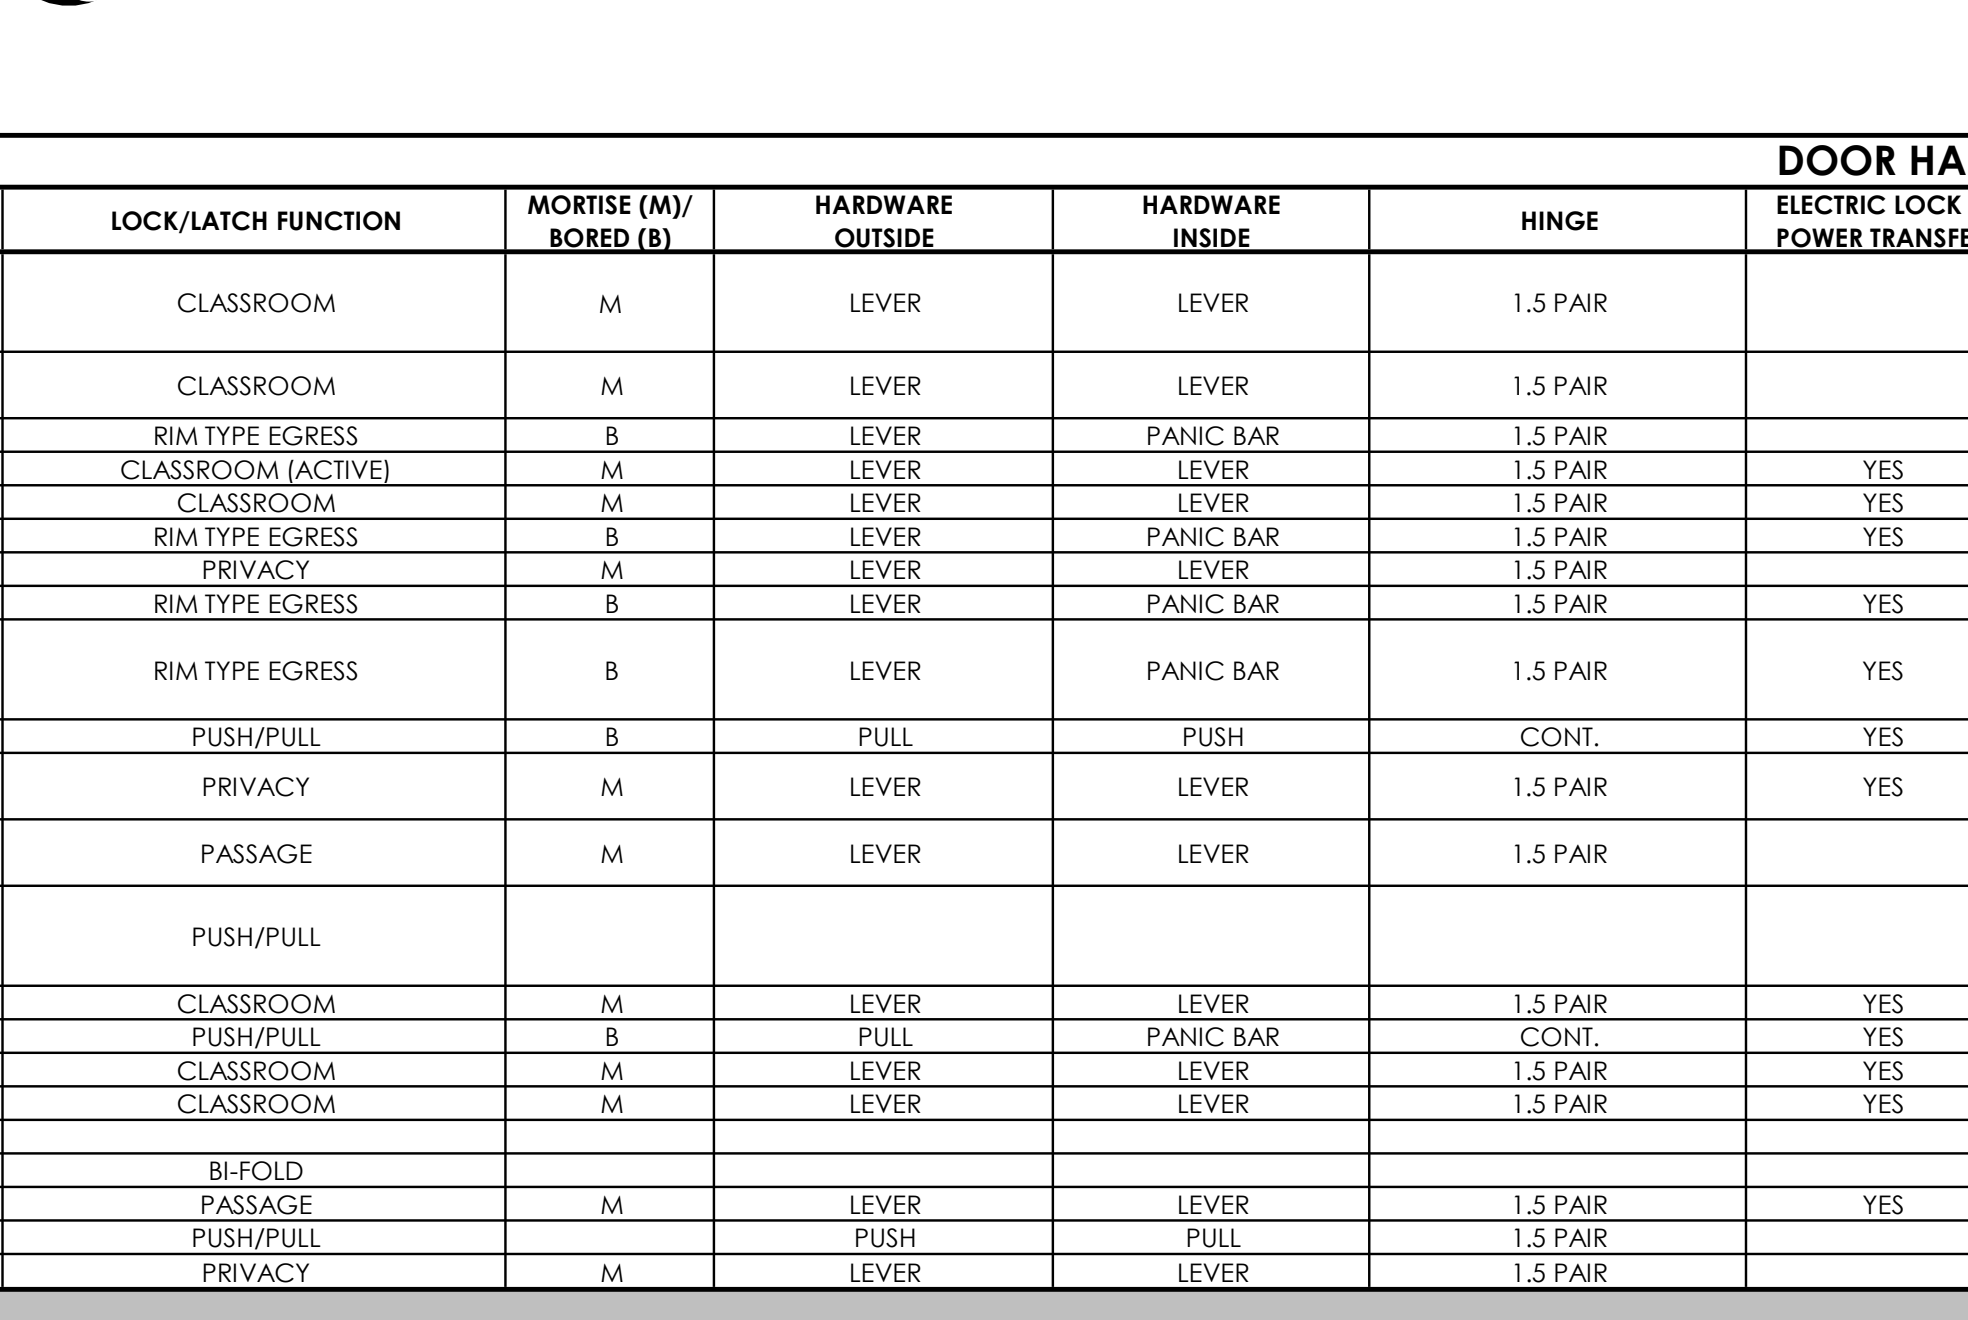 DOOR HA
LOCK/LATCH FUNCTION MORTISE (M)/ BORED (B) HARDWARE OUTSIDE HARDWARE INSIDE HINGE ELECTRIC LOCK POWER TRANSFE
CLASSROOM M LEVER LEVER 1.5 PAIR
CLASSROOM M LEVER LEVER 1.5 PAIR
RIM TYPE EGRESS B LEVER PANIC BAR 1.5 PAIR
CLASSROOM (ACTIVE) M LEVER LEVER 1.5 PAIR YES
CLASSROOM M LEVER LEVER 1.5 PAIR YES
RIM TYPE EGRESS B LEVER PANIC BAR 1.5 PAIR YES
PRIVACY M LEVER LEVER 1.5 PAIR
RIM TYPE EGRESS B LEVER PANIC BAR 1.5 PAIR YES
RIM TYPE EGRESS B LEVER PANIC BAR 1.5 PAIR YES
PUSH/PULL B PULL PUSH CONT. YES
PRIVACY M LEVER LEVER 1.5 PAIR YES
PASSAGE M LEVER LEVER 1.5 PAIR
PUSH/PULL
CLASSROOM M LEVER LEVER 1.5 PAIR YES
PUSH/PULL B PULL PANIC BAR CONT. YES
CLASSROOM M LEVER LEVER 1.5 PAIR YES
CLASSROOM M LEVER LEVER 1.5 PAIR YES
BI-FOLD
PASSAGE M LEVER LEVER 1.5 PAIR YES
PUSH/PULL PUSH PULL 1.5 PAIR
PRIVACY M LEVER LEVER 1.5 PAIR